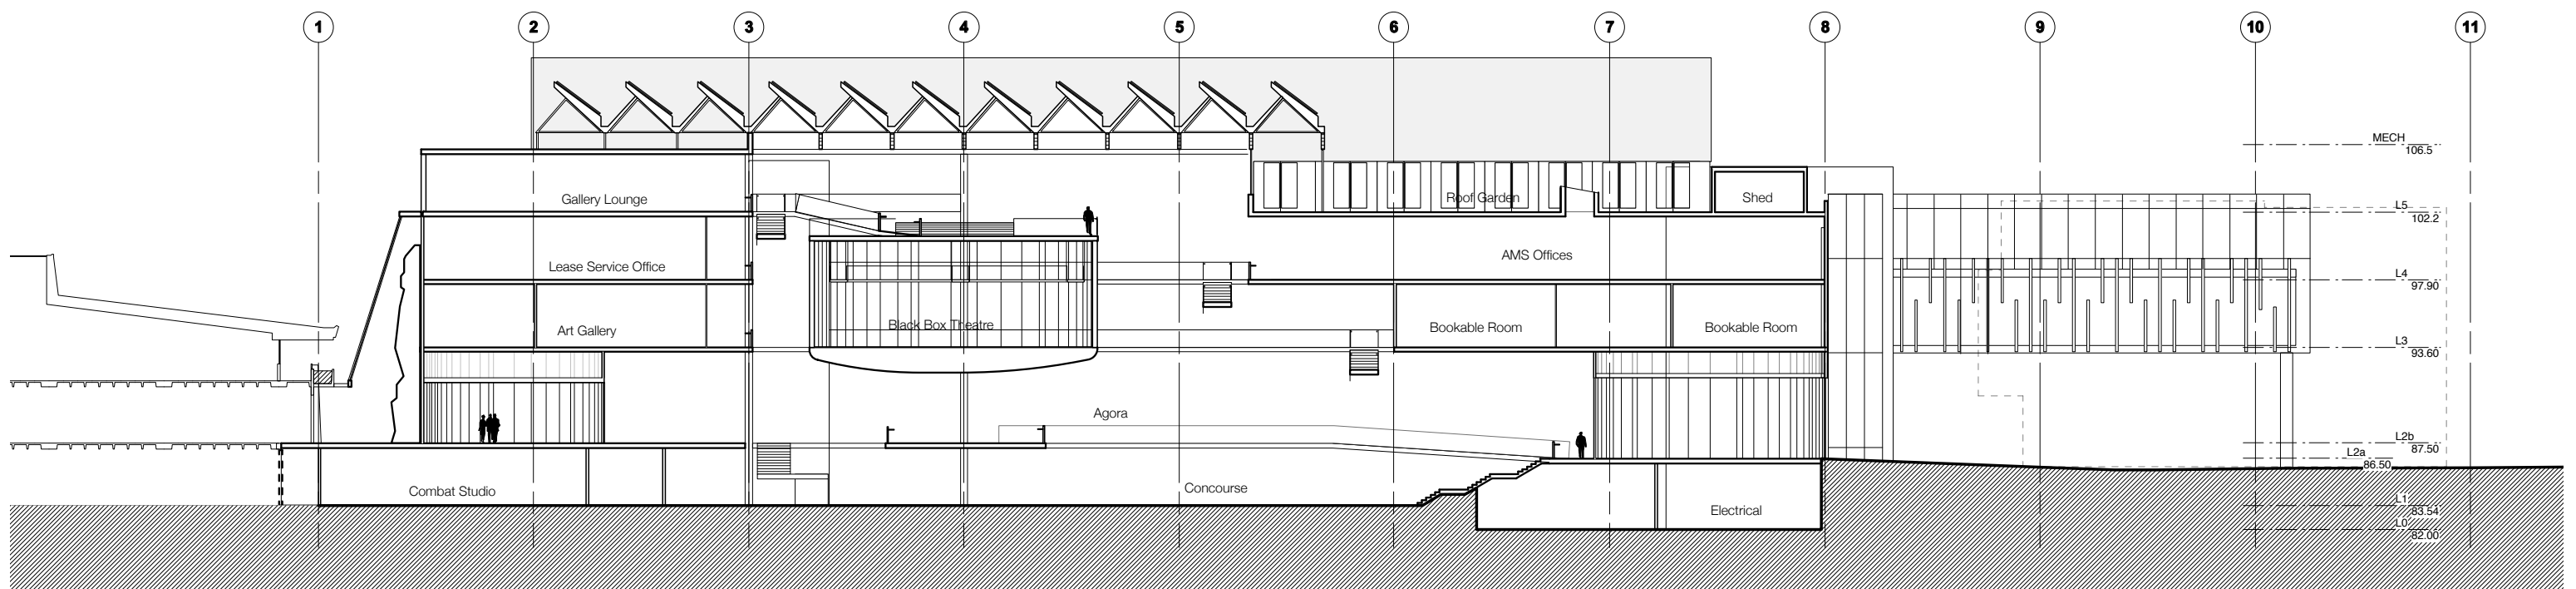 1 2 3 4 5 6 7 8 9 10 11
MECH
106.5
Gallery Lounge
Roof Garden
Shed
L5
102.2
Lease Service Office
AMS Offices
L4
97.90
Art Gallery
Black Box Theatre
Bookable Room
Bookable Room
L3
93.60
Agora
L2b
87.50
L2a
86.50
Combat Studio
Concourse
Electrical
L1
83.54
L0
82.00